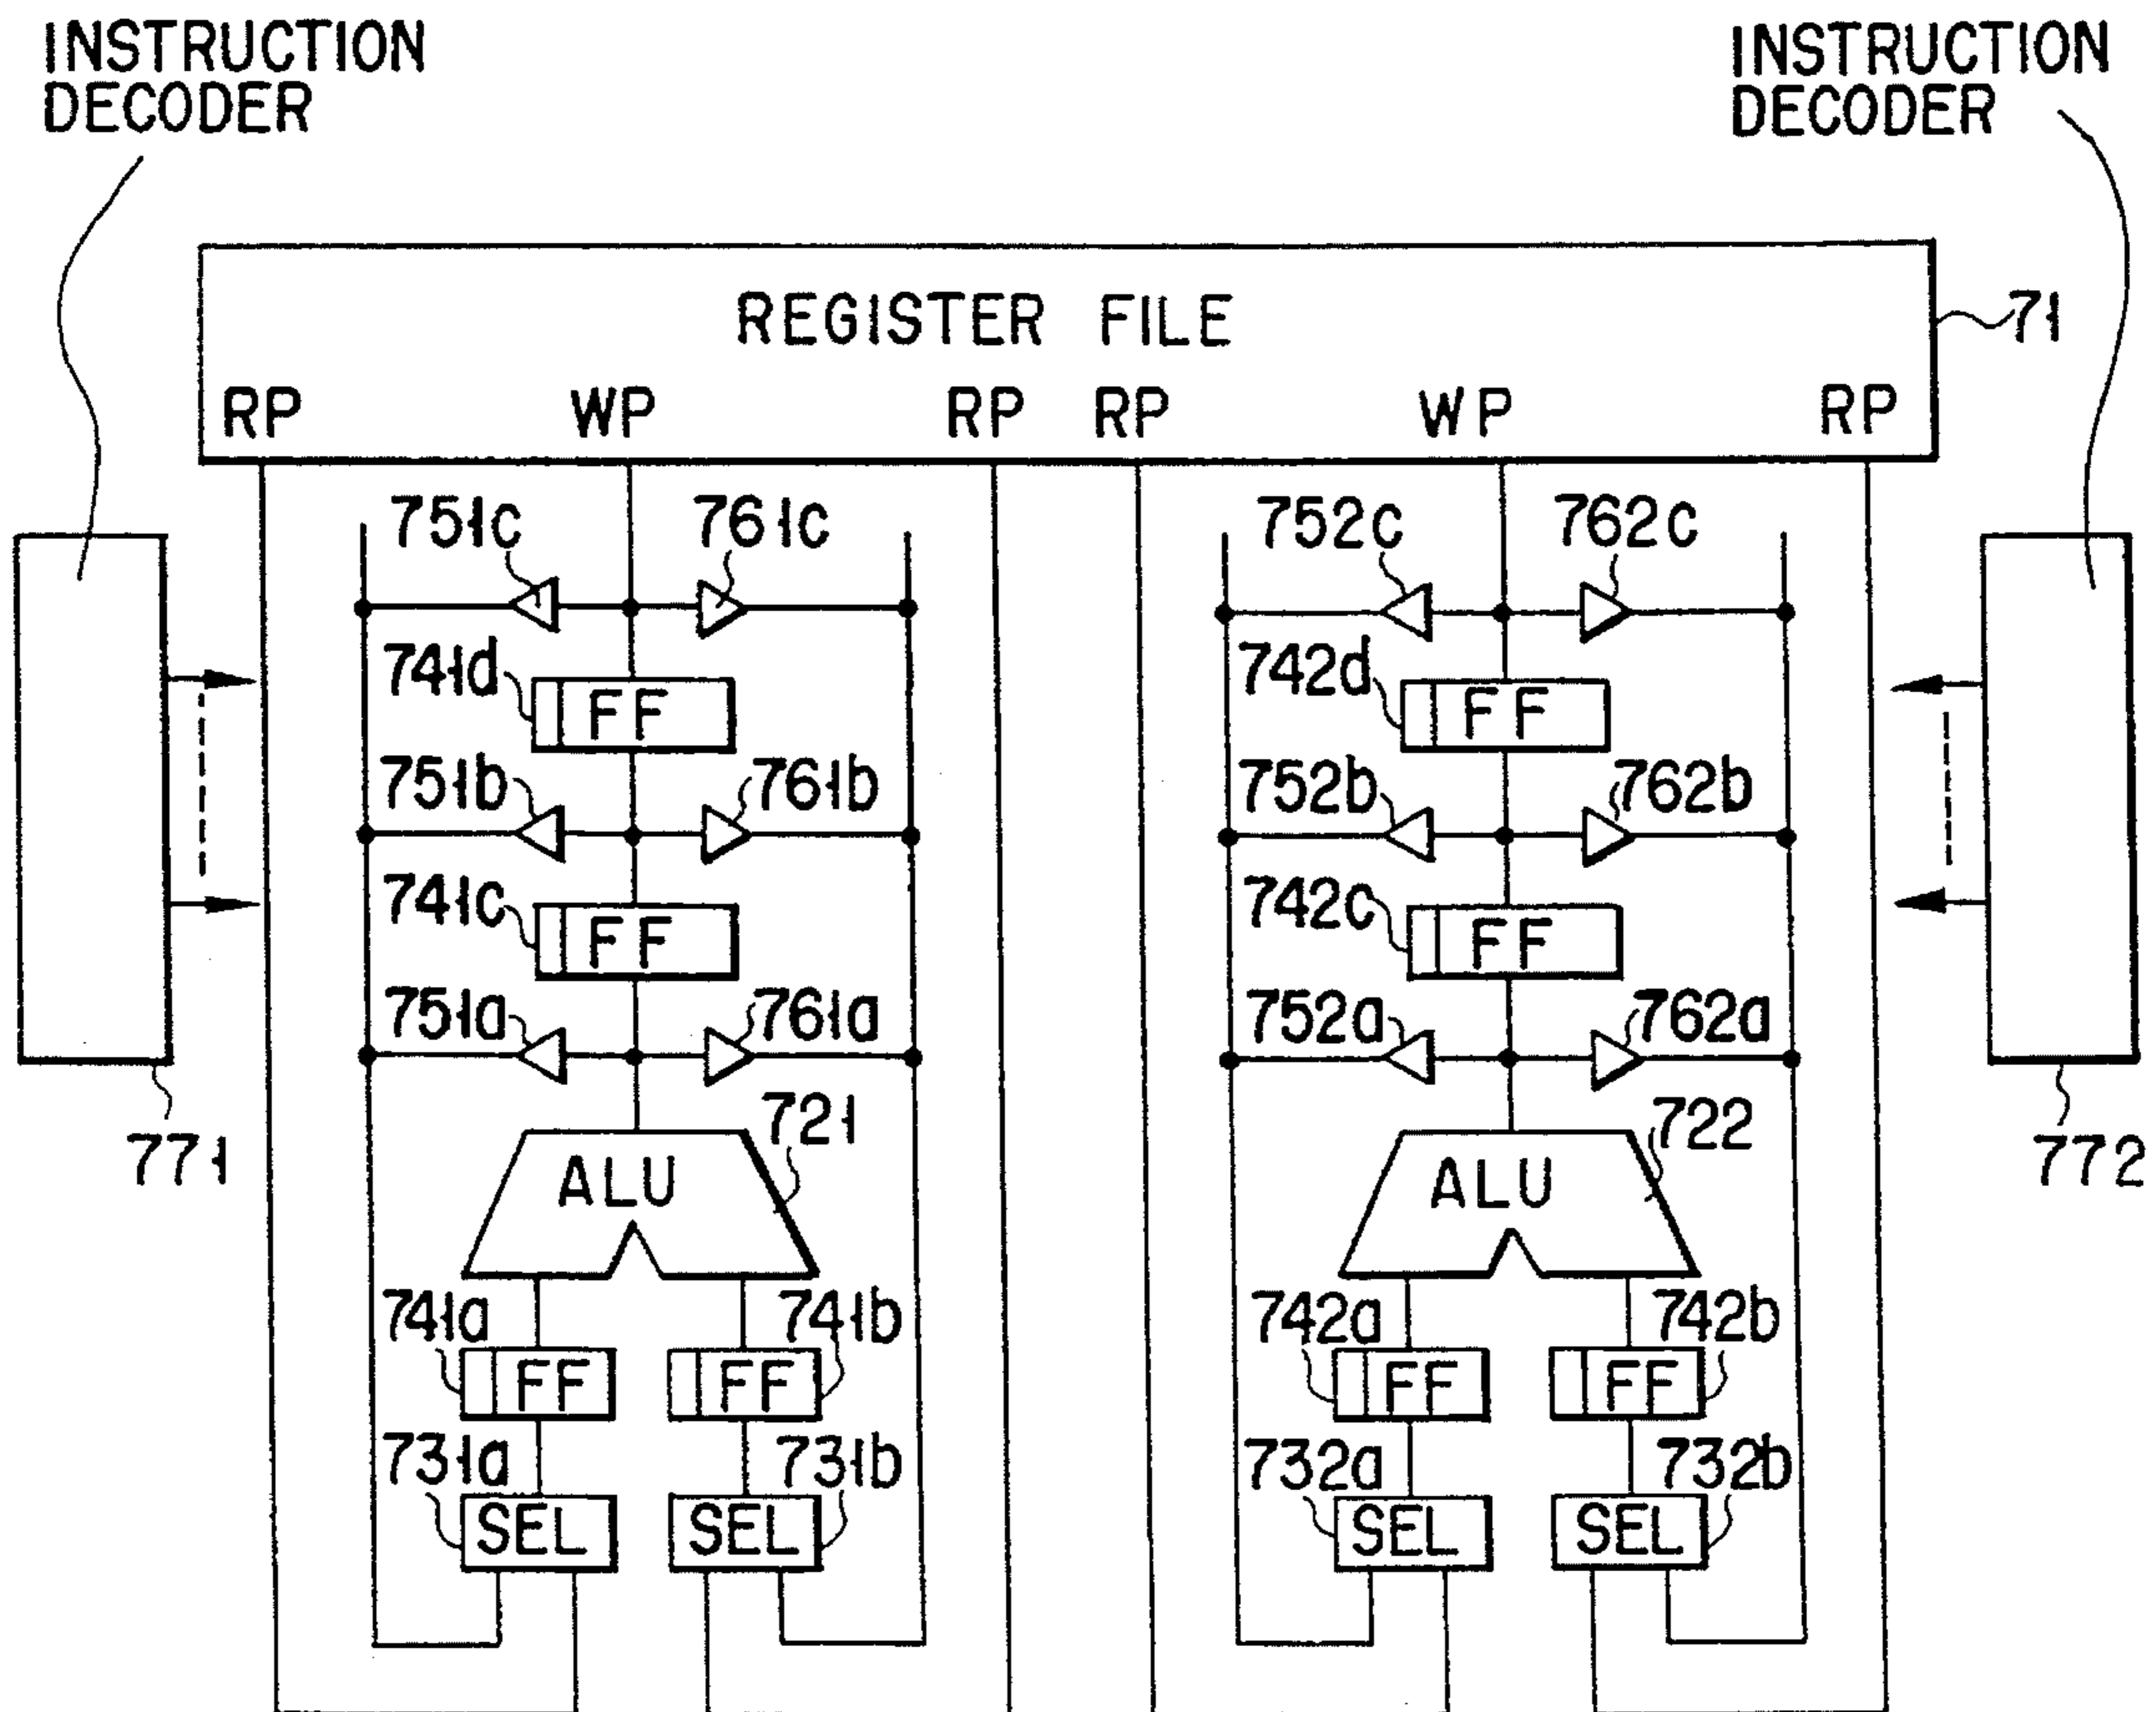 INSTRUCTION
DECODER
INSTRUCTION
DECODER
REGISTER FILE
71
RP WP RP RP WP RP
751c 761c 752c 762c
741d FF 742d FF
751b 761b 752b 762b
741c FF 742c FF
751a 761a 752a 762a
721 722
771 772
ALU ALU
741a 741b 742a 742b
FF FF FF FF
731a 731b 732a 732b
SEL SEL SEL SEL